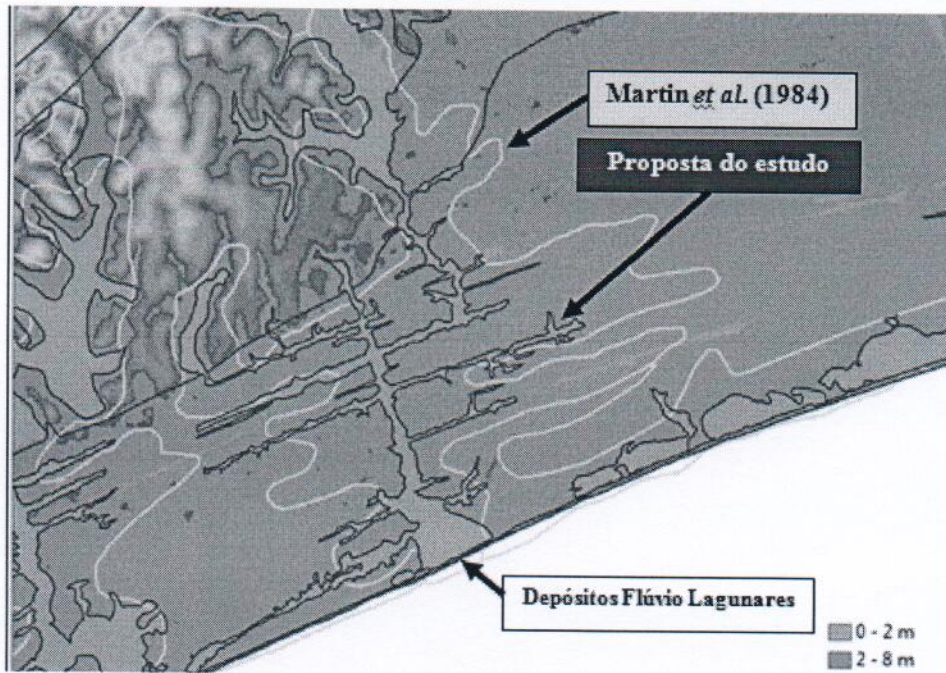 Martin et al. (1984)
Proposta do estudo
Depósitos Flúvio Lagunares
0 - 2 m
2 - 8 m